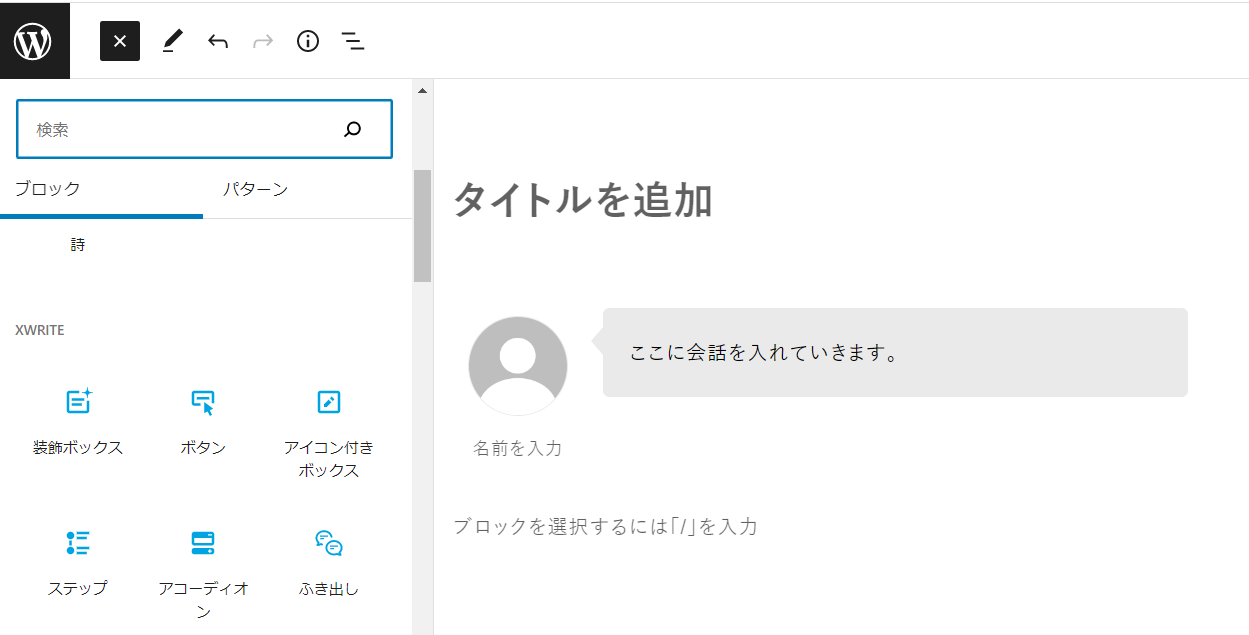 検索
ブロック
パターン
詩
XWRITE
装飾ボックス
ボタン
アイコン付き
ボックス
ステップ
アコーディオ
ン
ふき出し
タイトルを追加
ここに会話を入れていきます。
名前を入力
ブロックを選択するには「/」を入力